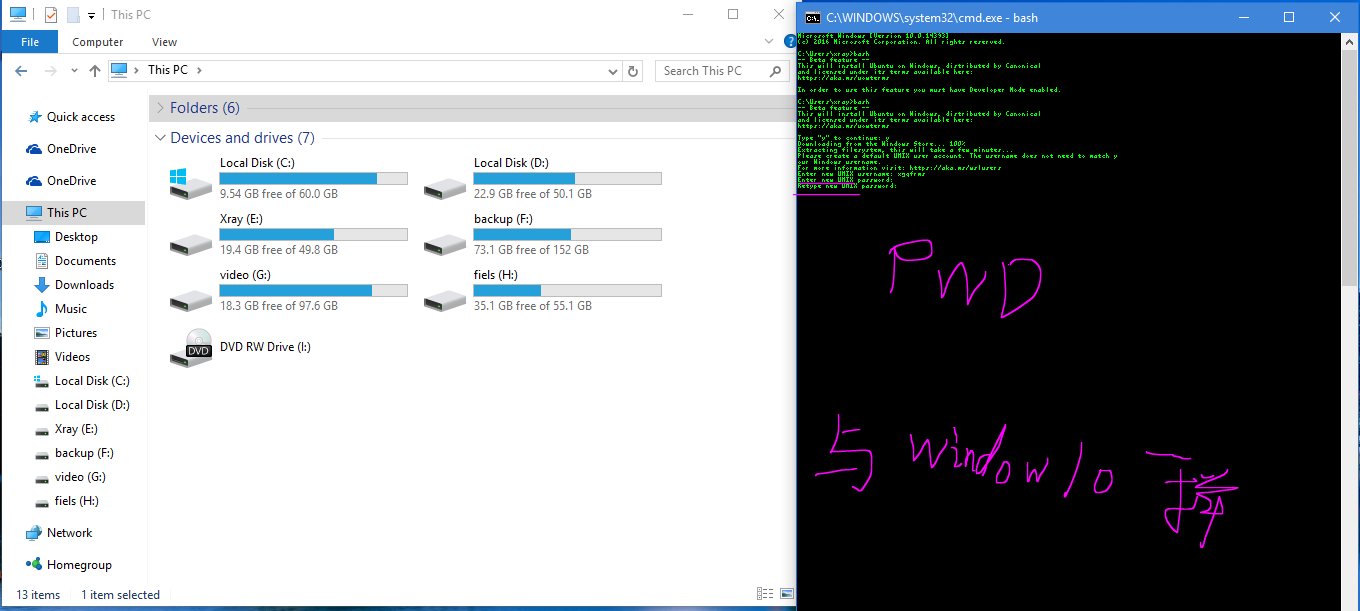 This PC
File
Computer
View
This PC
Search This PC
Quick access
OneDrive
OneDrive
This PC
Desktop
Documents
Downloads
Music
Pictures
Videos
Local Disk (C:)
Local Disk (D:)
Xray (E:)
backup (F:)
video (G:)
fiels (H:)
Network
Homegroup
Folders (6)
Devices and drives (7)
Local Disk (C:)
9.54 GB free of 60.0 GB
Local Disk (D:)
22.9 GB free of 50.1 GB
Xray (E:)
19.4 GB free of 49.8 GB
backup (F:)
73.1 GB free of 152 GB
video (G:)
18.3 GB free of 97.6 GB
fiels (H:)
35.1 GB free of 55.1 GB
DVD
DVD RW Drive (I:)
13 items
1 item selected
C:\WINDOWS\system32\cmd.exe - bash
Microsoft Windows [Version 10.0.14393]
(c) 2016 Microsoft Corporation. All rights reserved.
C:\Users\xray>bash
-- Beta feature --
This will install Ubuntu on Windows, distributed by Canonical
and licensed under its terms available here:
https://aka.ms/uowterms
In order to use this feature you must have Developer Mode enabled.
C:\Users\xray>bash
-- Beta feature --
This will install Ubuntu on Windows, distributed by Canonical
and licensed under its terms available here:
https://aka.ms/uowterms
Type "y" to continue: y
Downloading from the Windows Store... 100%
Extracting filesystem, this will take a few minutes...
Please create a default UNIX user account. The username does not need to match y
our Windows username.
For more information visit: https://aka.ms/wslusers
Enter new UNIX username: xgqfrms
Enter new UNIX password:
Retype new UNIX password:
PWD
与 window 10 一